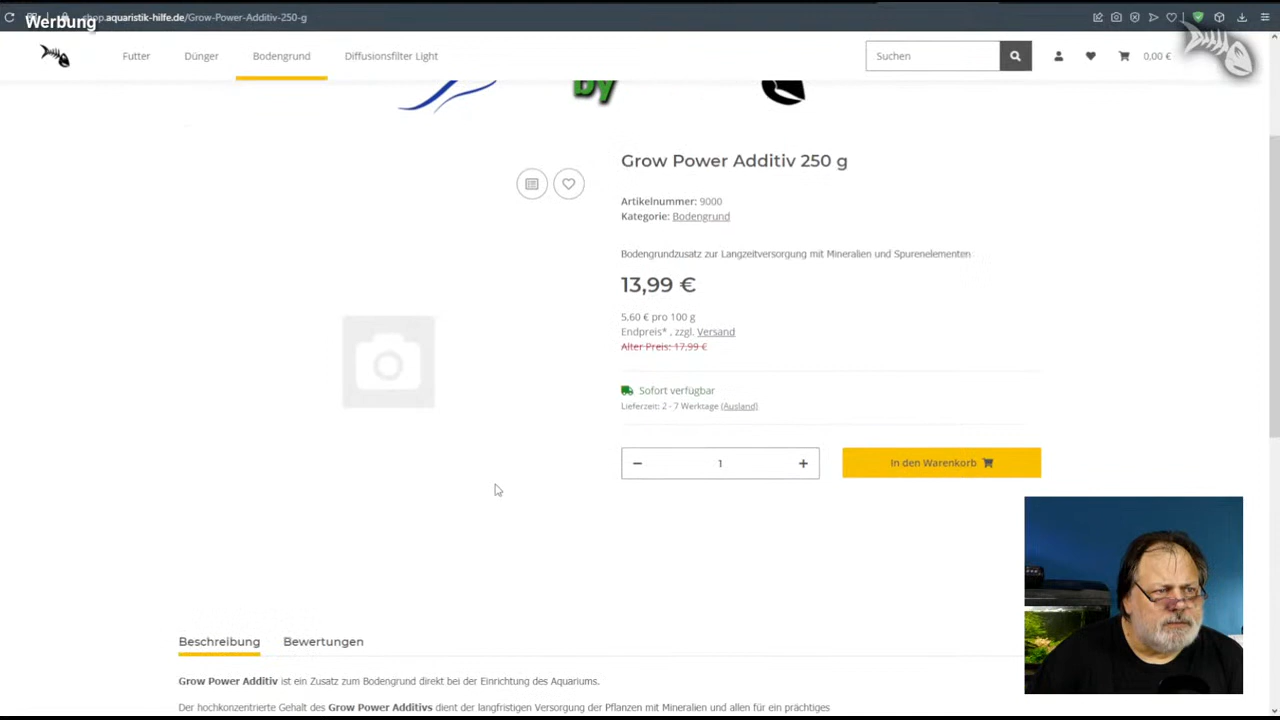 Werbung
shop.aquaristik-hilfe.de/Grow-Power-Additiv-250-g
Futter
Dünger
Bodengrund
Diffusionsfilter Light
Suchen
0,00 €
by
Grow Power Additiv 250 g
Artikelnummer: 9000
Kategorie: Bodengrund
Bodengrundzusatz zur Langzeitversorgung mit Mineralien und Spurenelementen
13,99 €
5,60 € pro 100 g
Endpreis* , zzgl. Versand
Alter Preis: 17,99 €
Sofort verfügbar
Lieferzeit: 2 - 7 Werktage (Ausland)
− 1 +
In den Warenkorb
Beschreibung
Bewertungen
Grow Power Additiv ist ein Zusatz zum Bodengrund direkt bei der Einrichtung des Aquariums.
Der hochkonzentrierte Gehalt des Grow Power Additivs dient der langfristigen Versorgung der Pflanzen mit Mineralien und allen für ein prächtiges